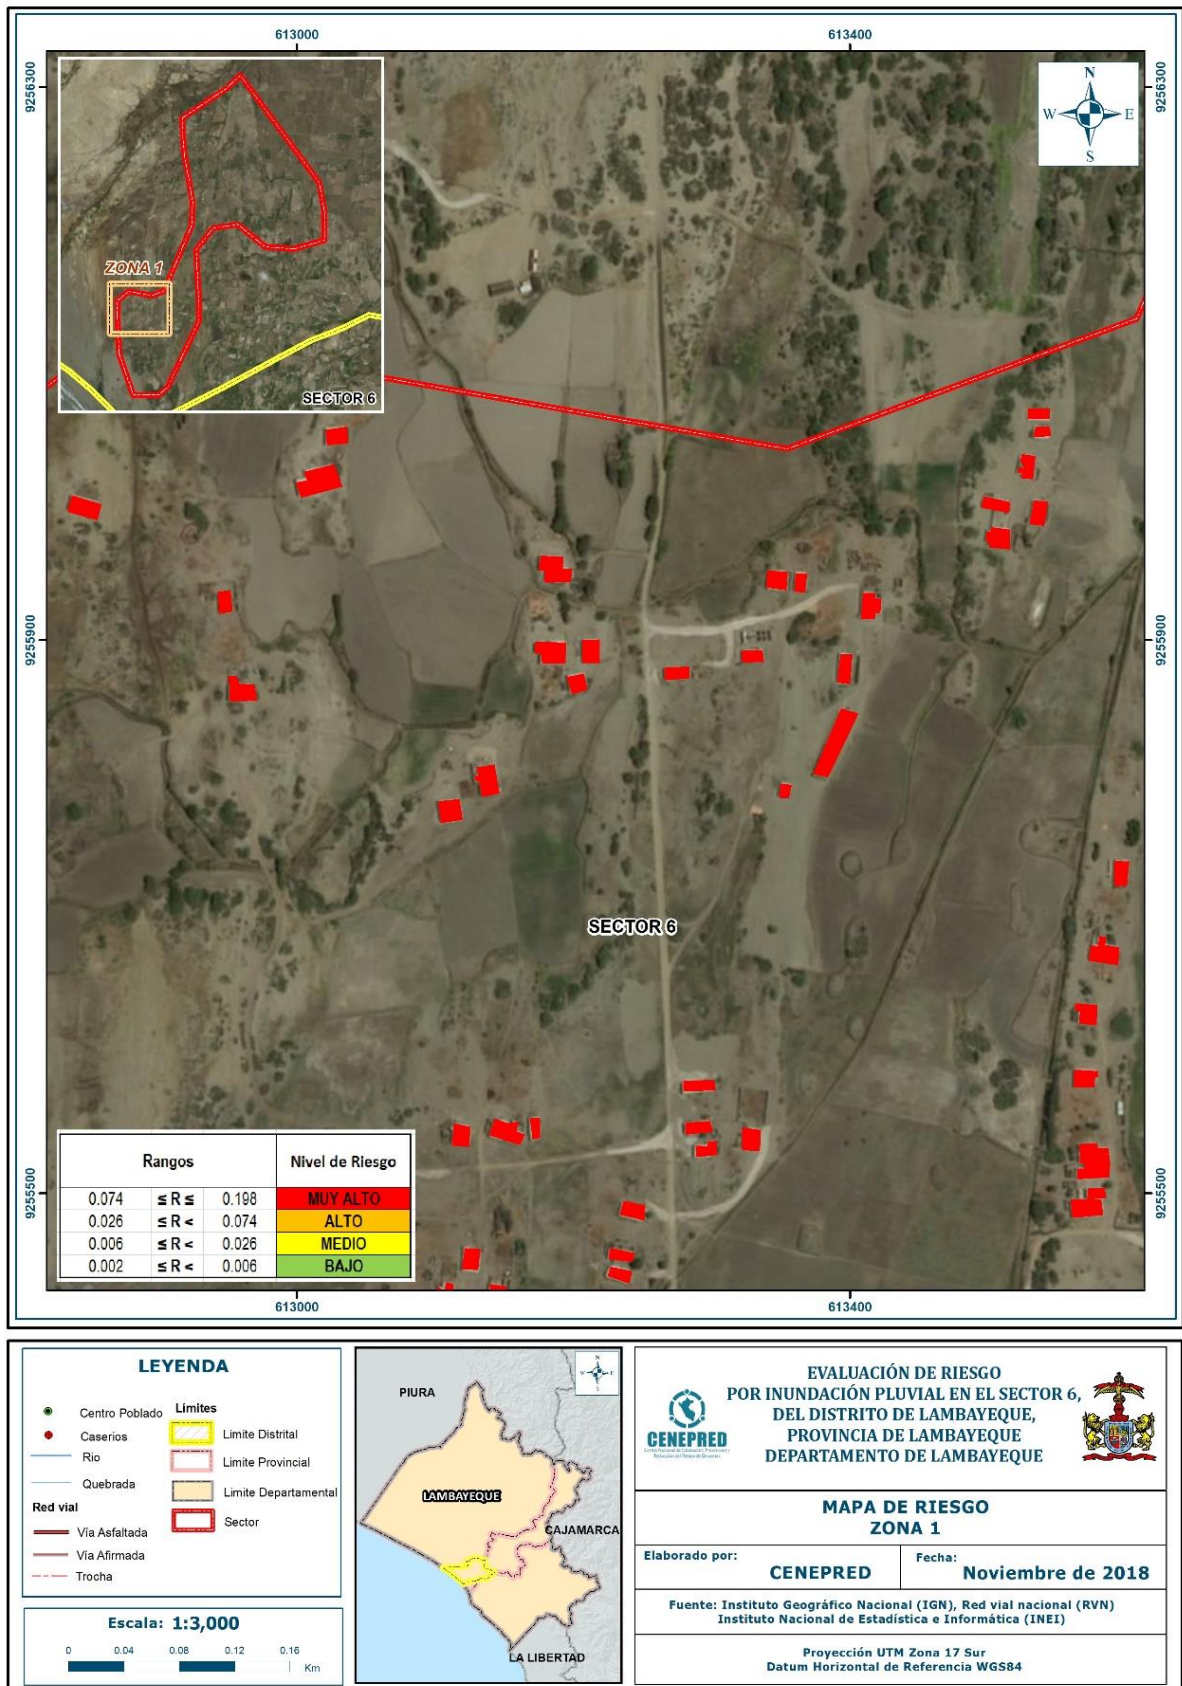 613000
613400
9256300
9256300
N
W
E
S
ZONA 1
SECTOR 6
9255900
9255900
SECTOR 6
Rangos
Nivel de Riesgo
0.074 ≤ R ≤ 0.198 MUY ALTO
0.026 ≤ R < 0.074 ALTO
0.006 ≤ R < 0.026 MEDIO
0.002 ≤ R < 0.006 BAJO
9255500
9255500
613000
613400
LEYENDA
Centro Poblado
Caserios
Rio
Quebrada
Red vial
Vía Asfaltada
Vía Afirmada
Trocha
Límites
Limite Distrital
Limite Provincial
Limite Departamental
Sector
Escala: 1:3,000
0 0.04 0.08 0.12 0.16
Km
N
W
E
S
PIURA
LAMBAYEQUE
CAJAMARCA
LA LIBERTAD
CENEPRED
EVALUACIÓN DE RIESGO
POR INUNDACIÓN PLUVIAL EN EL SECTOR 6,
DEL DISTRITO DE LAMBAYEQUE,
PROVINCIA DE LAMBAYEQUE
DEPARTAMENTO DE LAMBAYEQUE
MAPA DE RIESGO
ZONA 1
Elaborado por:
CENEPRED
Fecha:
Noviembre de 2018
Fuente: Instituto Geográfico Nacional (IGN), Red vial nacional (RVN)
Instituto Nacional de Estadística e Informática (INEI)
Proyección UTM Zona 17 Sur
Datum Horizontal de Referencia WGS84